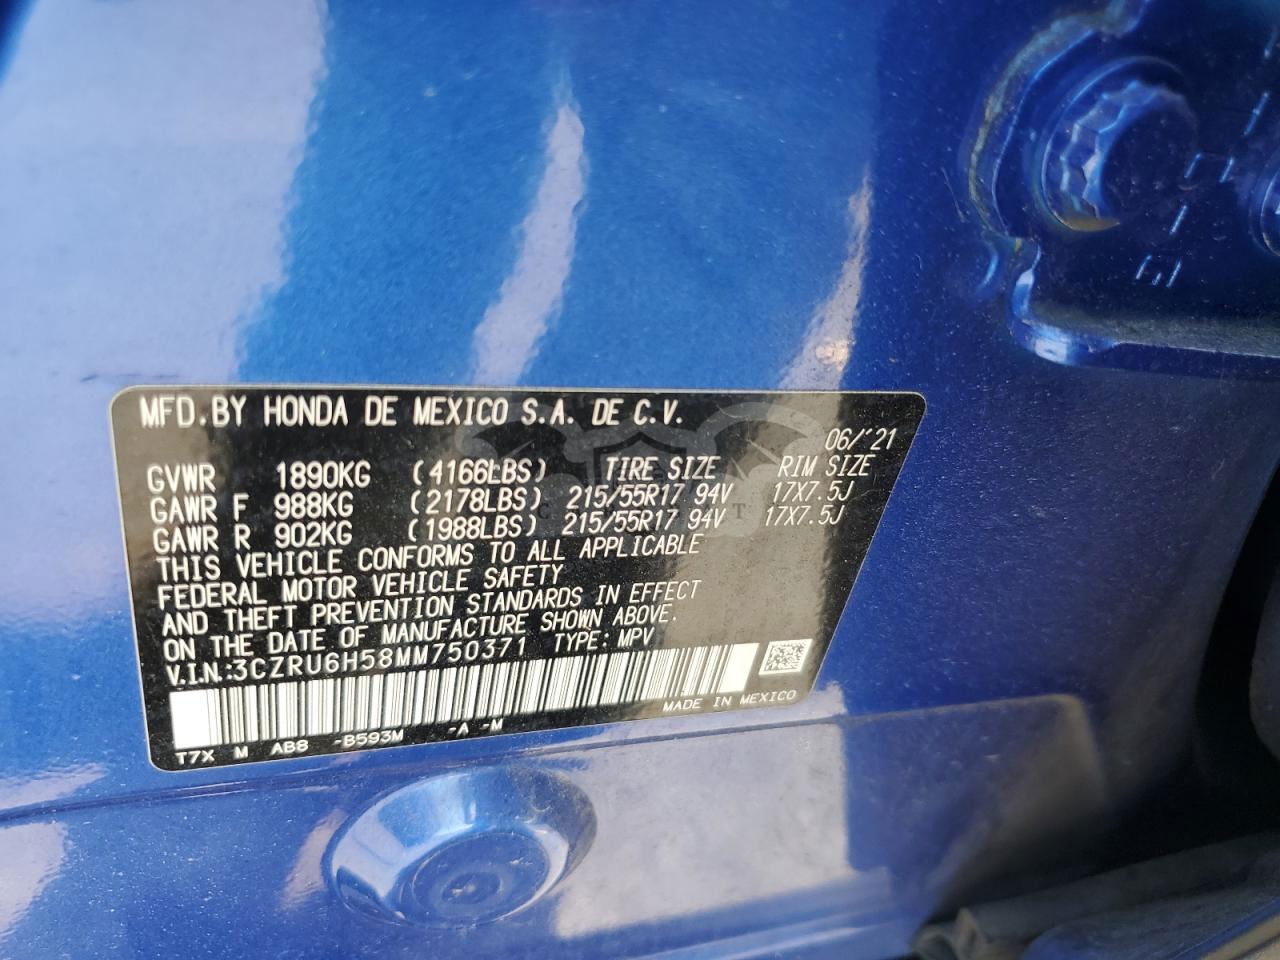 MFD.BY HONDA DE MEXICO S.A. DE C.V.
06/'21
GVWR 1890KG (4166LBS) TIRE SIZE RIM SIZE
GAWR F 988KG (2178LBS) 215/55R17 94V 17X7.5J
GAWR R 902KG (1988LBS) 215/55R17 94V 17X7.5J
THIS VEHICLE CONFORMS TO ALL APPLICABLE
FEDERAL MOTOR VEHICLE SAFETY
AND THEFT PREVENTION STANDARDS IN EFFECT
ON THE DATE OF MANUFACTURE SHOWN ABOVE.
V.I.N.:3CZRU6H58MM750371 TYPE: MPV
MADE IN MEXICO
T7X M AB8 -B593M -A -M